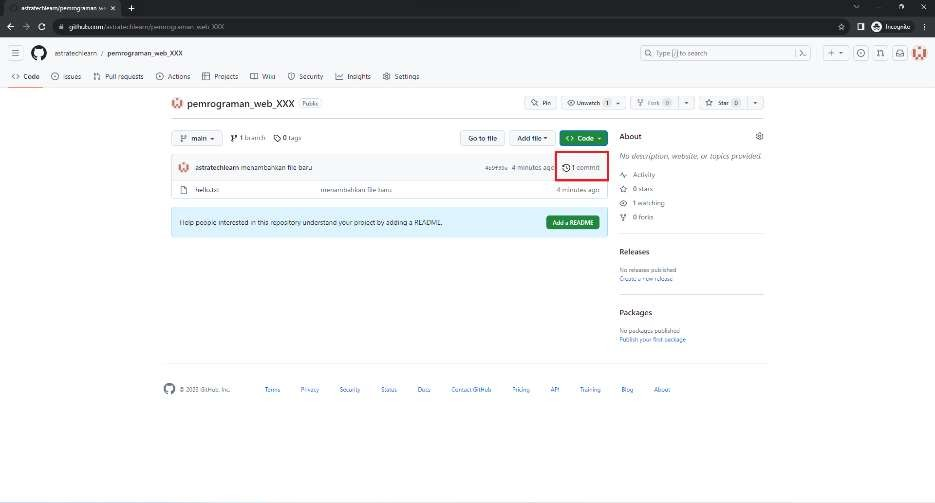 astratechlearn/pemrograman_web_
github.com/astratechlearn/pemrograman_web_XXX
Incognito
astratechlearn / pemrograman_web_XXX
Type / to search
Code
Issues
Pull requests
Actions
Projects
Wiki
Security
Insights
Settings
pemrograman_web_XXX Public
Pin
Unwatch 1
Fork 0
Star 0
main
1 branch
0 tags
Go to file
Add file
Code
astratechlearn menambahkan file baru
4 minutes ago
1 commit
hello.txt
menambahkan file baru
4 minutes ago
Help people interested in this repository understand your project by adding a README.
Add a README
About
No description, website, or topics provided.
Activity
0 stars
1 watching
0 forks
Releases
No releases published
Create a new release
Packages
No packages published
Publish your first package
© 2023 GitHub, Inc.
Terms
Privacy
Security
Status
Docs
Contact GitHub
Pricing
API
Training
Blog
About